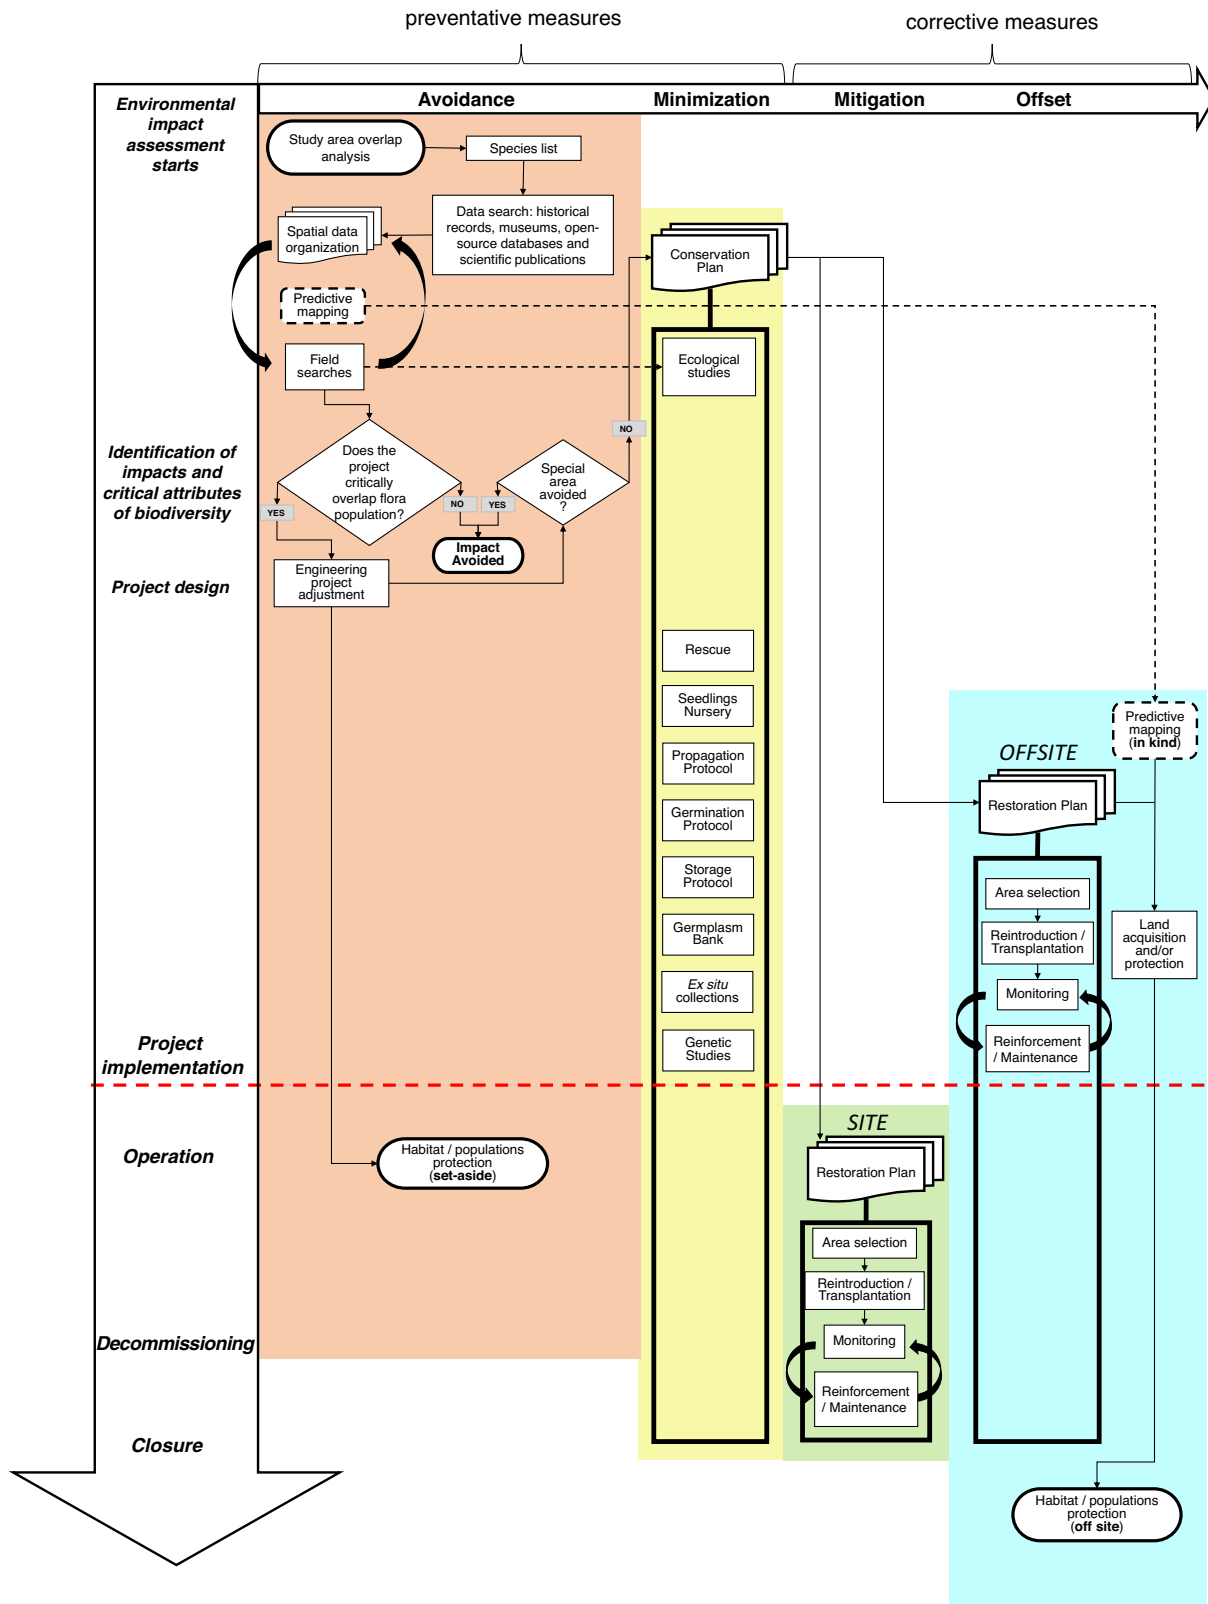 preventative measures
corrective measures
Avoidance
Minimization
Mitigation
Offset
Environmental
impact
assessment
starts
Study area overlap
analysis
Species list
Spatial data
organization
Data search: historical
records, museums, open-
source databases and
scientific publications
Conservation
Plan
Predictive
mapping
Field
searches
Ecological
studies
Identification of
impacts and
critical attributes
of biodiversity
Does the
project
critically
overlap flora
population?
Special
area
avoided
?
NO
YES
NO
YES
Impact
Avoided
Project design
Engineering
project
adjustment
Rescue
Seedlings
Nursery
Propagation
Protocol
Germination
Protocol
Storage
Protocol
Germplasm
Bank
Ex situ
collections
Genetic
Studies
Predictive
mapping
(in kind)
OFFSITE
Restoration Plan
Area selection
Reintroduction /
Transplantation
Monitoring
Reinforcement
/ Maintenance
Land
acquisition
and/or
protection
Project
implementation
Operation
Habitat / populations
protection
(set-aside)
SITE
Restoration Plan
Area selection
Reintroduction /
Transplantation
Monitoring
Reinforcement
/ Maintenance
Decommissioning
Closure
Habitat / populations
protection
(off site)